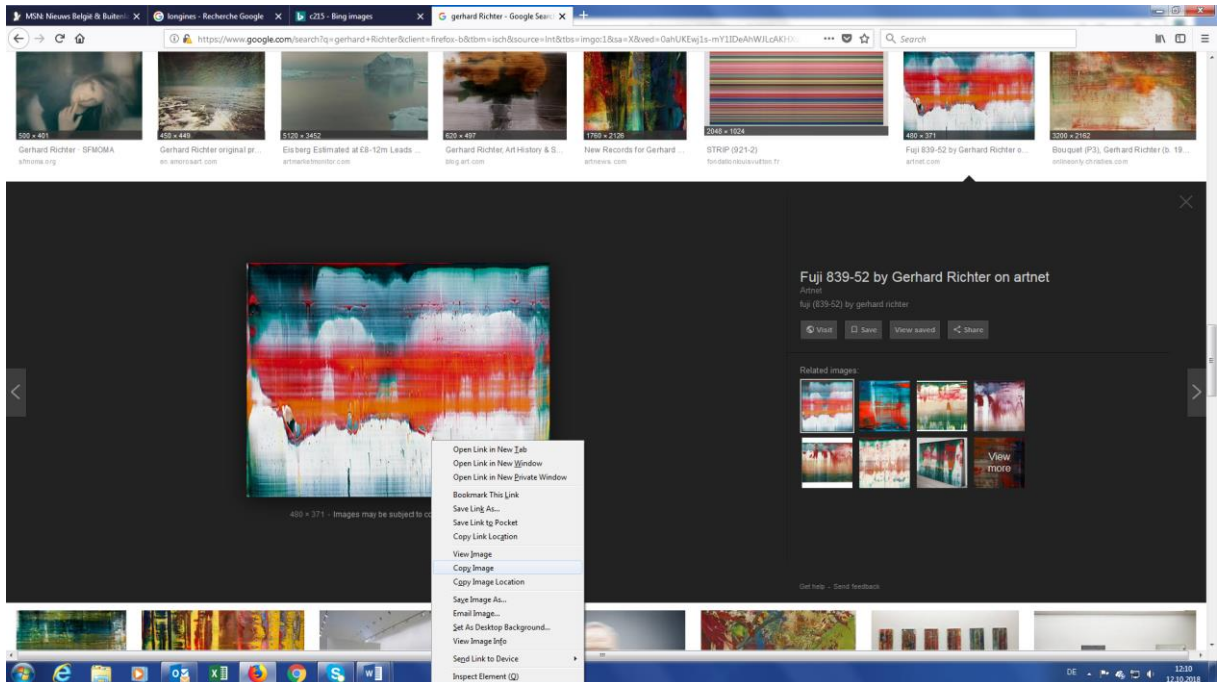 MSN: Nieuws België & Buitenl
longines - Recherche Google
c215 - Bing images
gerhard Richter - Google Searc
https://www.google.com/search?q=gerhard+Richter&client=firefox-b&tbm=isch&source=lnt&tbs=imgo:1&sa=X&ved=
Search
500 × 401
450 × 449
5120 × 3452
620 × 497
1760 × 2126
2048 × 1024
480 × 371
3200 × 2162
Gerhard Richter · SFMOMA
Gerhard Richter original pr...
Eisberg Estimated at £8-12m Leads ...
Gerhard Richter, Art History & S...
New Records for Gerhard ...
STRIP (921-2)
Fuji 839-52 by Gerhard Richter o...
Bouquet (P3), Gerhard Richter (b. 19...
sfmoma.org
en.amorosart.com
artmarketmonitor.com
blog.art.com
artnews.com
fondationlouisvuitton.fr
artnet.com
onlineonly.christies.com
Fuji 839-52 by Gerhard Richter on artnet
Artnet
fuji (839-52) by gerhard richter
Visit
Save
View saved
Share
Related images:
View more
480 × 371 - Images may be subject to co
Open Link in New Tab
Open Link in New Window
Open Link in New Private Window
Bookmark This Link
Save Link As...
Save Link to Pocket
Copy Link Location
View Image
Copy Image
Copy Image Location
Save Image As...
Email Image...
Set As Desktop Background...
View Image Info
Send Link to Device
Inspect Element (Q)
Get help - Send feedback
DE
12:10
12.10.2018